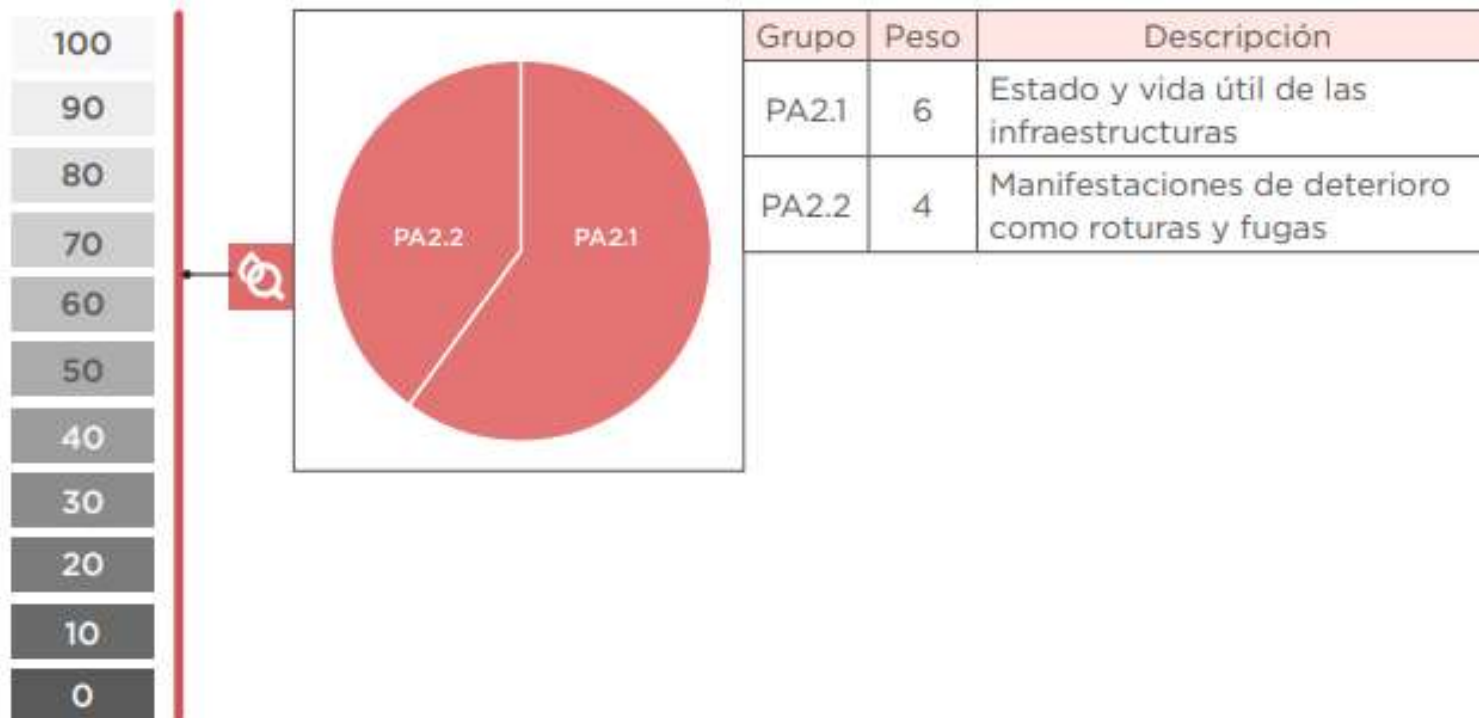 100
90
80
70
60
50
40
30
20
10
0
PA2.2
PA2.1
Grupo Peso Descripción
PA2.1 6 Estado y vida útil de las
infraestructuras
PA2.2 4 Manifestaciones de deterioro
como roturas y fugas